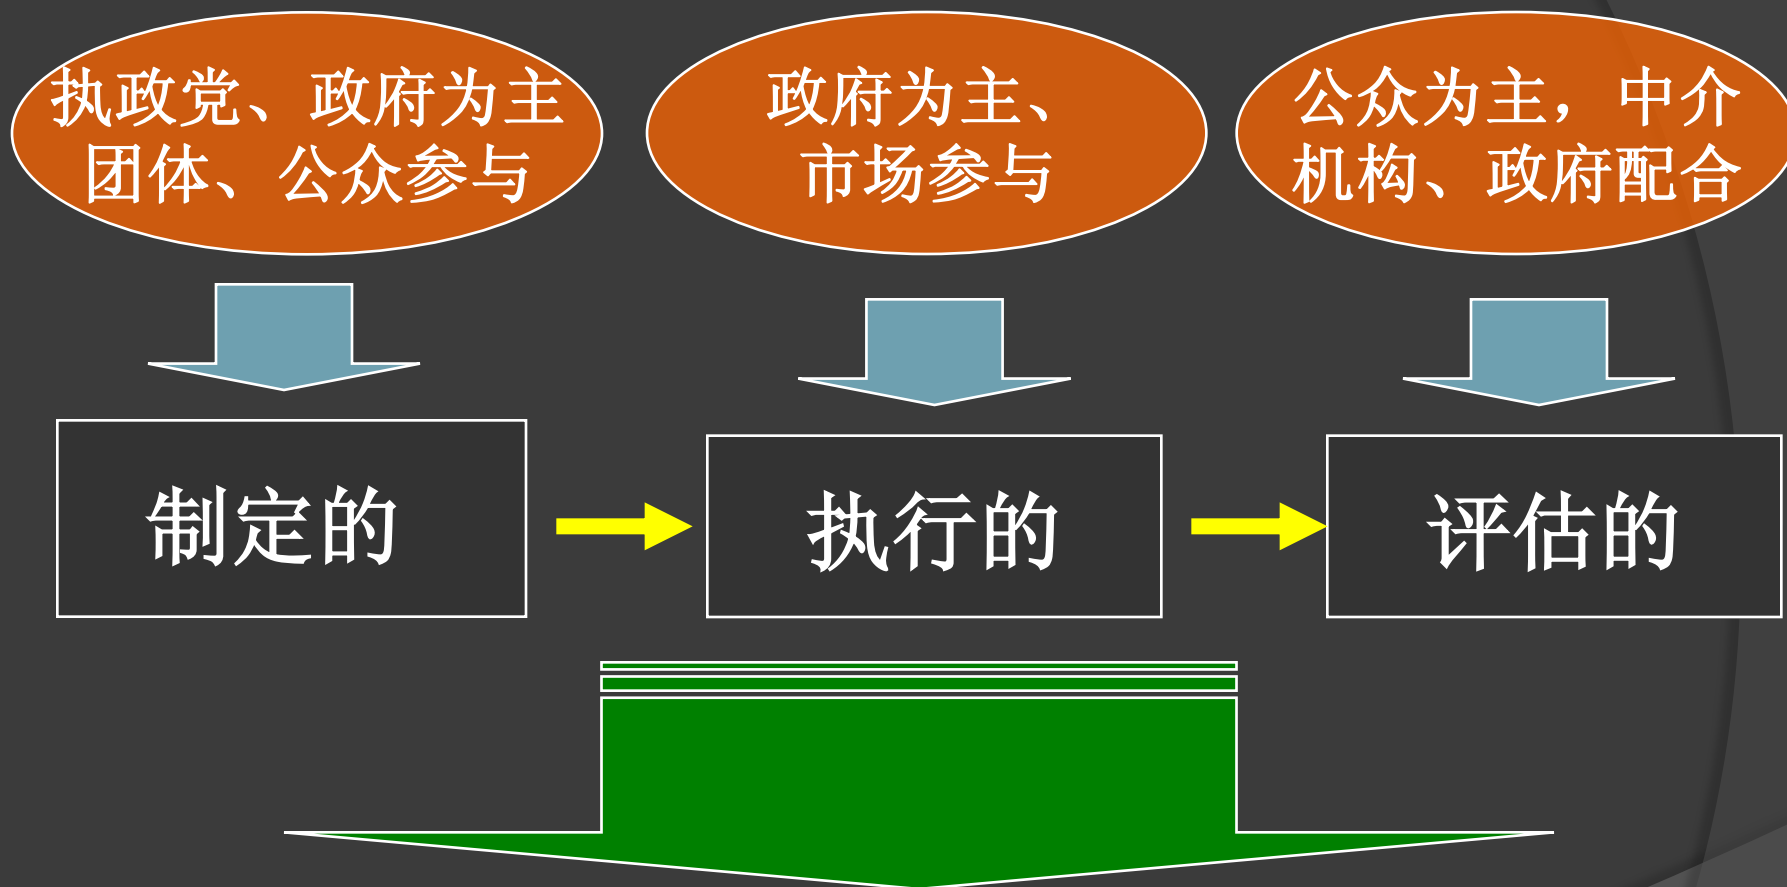 执政党、政府为主
团体、公众参与
政府为主、
市场参与
公众为主，中介
机构、政府配合
制定的
执行的
评估的